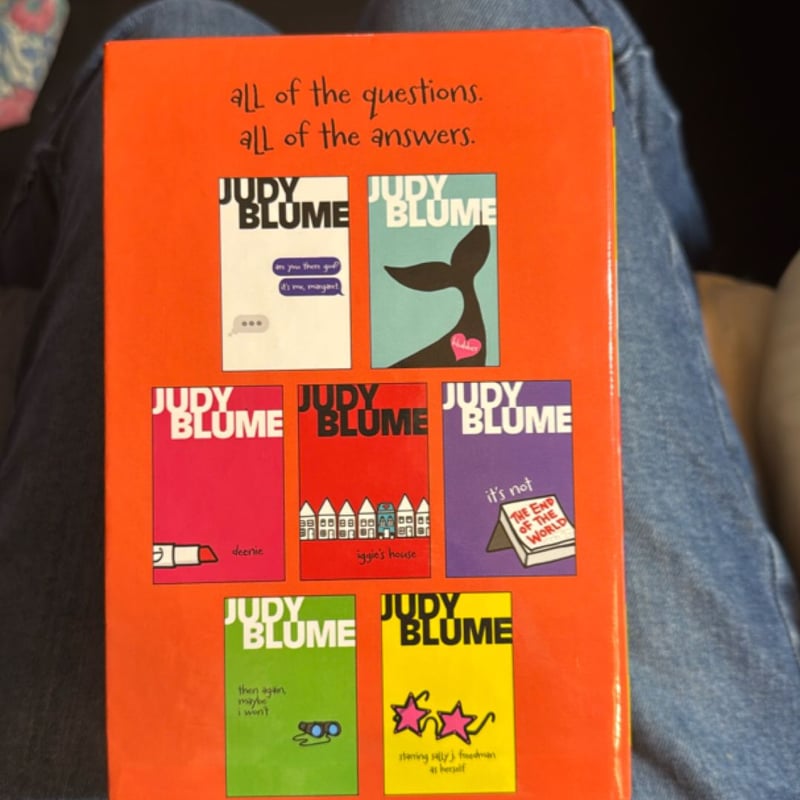 all of the questions.
all of the answers.
JUDY
BLUME
are you there god?
it's me, margaret.
JUDY
BLUME
blubber
JUDY
BLUME
deenie
JUDY
BLUME
iggie's house
JUDY
BLUME
it's not
THE END
OF THE
WORLD
JUDY
BLUME
then again,
maybe
i won't
JUDY
BLUME
starring sally j. freedman
as herself